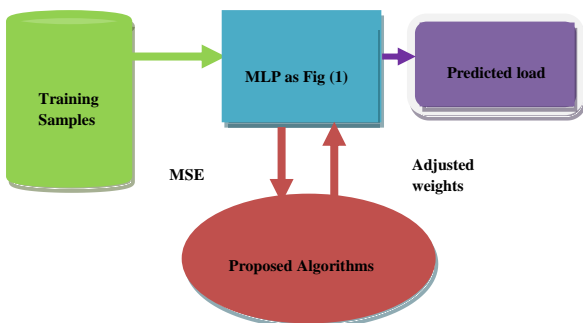 MLP as Fig (1)
Predicted load
Training
Samples
MSE
Adjusted
weights
Proposed Algorithms